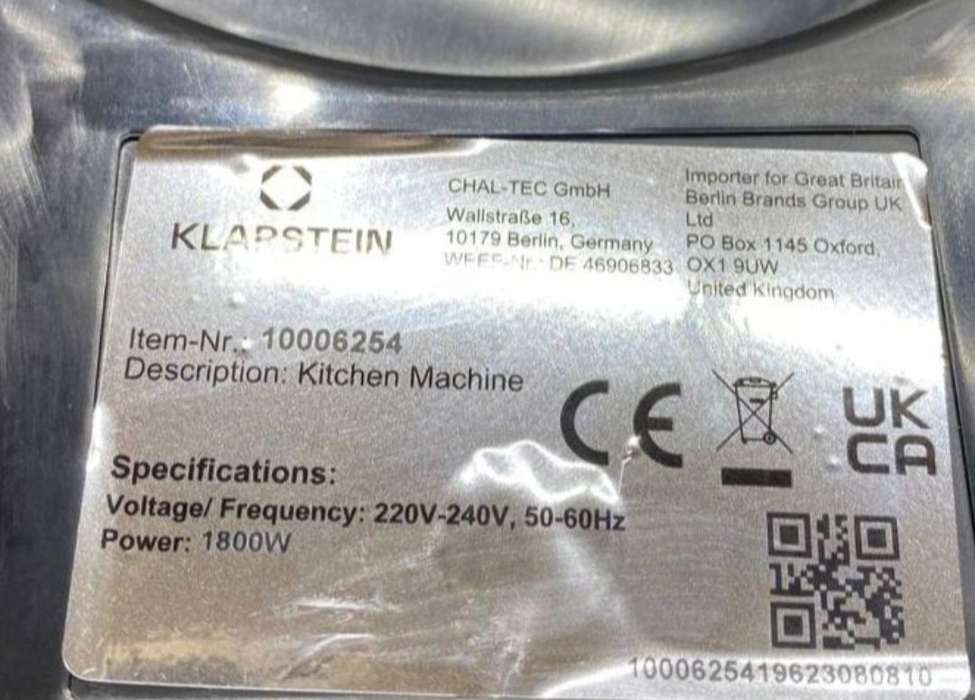 KLARSTEIN
CHAL-TEC GmbH
Wallstraße 16,
10179 Berlin, Germany
WEEE-Nr.: DE 46906833
Importer for Great Britain
Berlin Brands Group UK
Ltd
PO Box 1145 Oxford,
OX1 9UW
United Kingdom
Item-Nr.: 10006254
Description: Kitchen Machine
CE
UK
CA
Specifications:
Voltage/ Frequency: 220V-240V, 50-60Hz
Power: 1800W
1000625419623080810